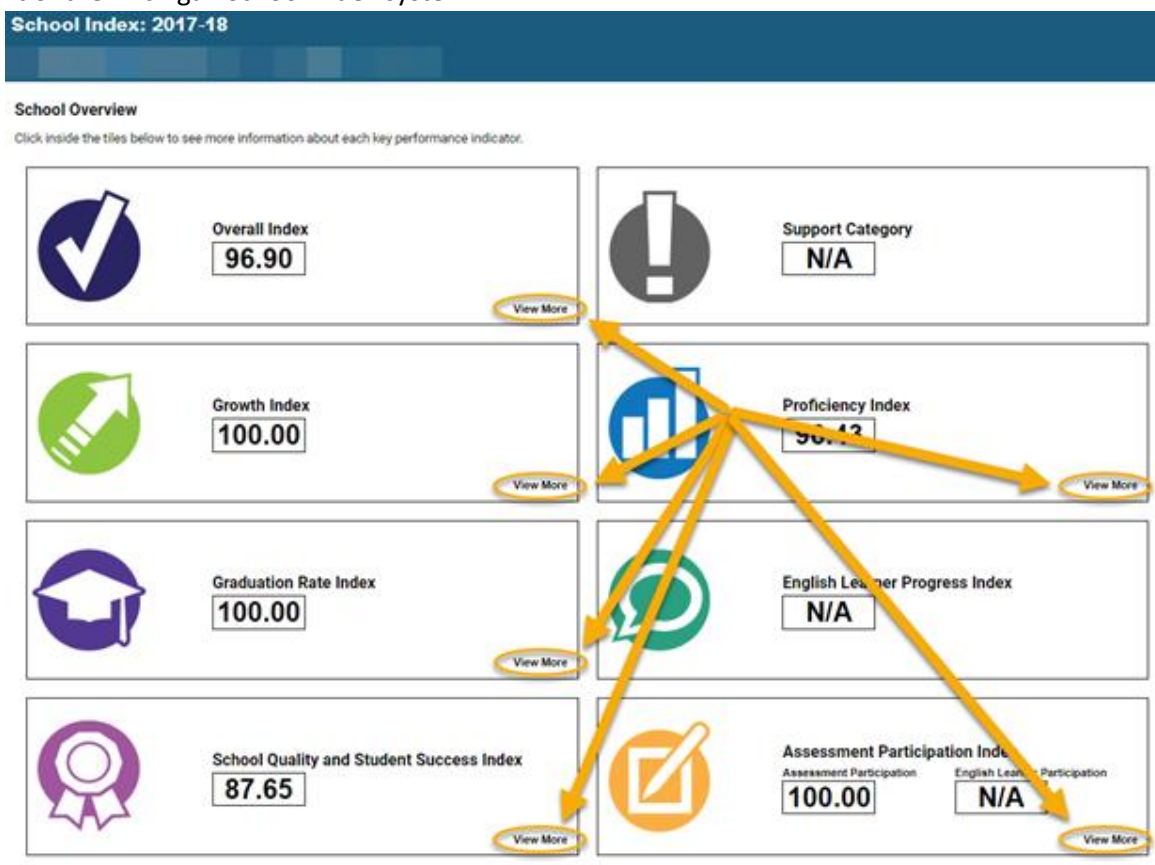 School Index: 2017-18
School Overview
Click inside the tiles below to see more information about each key performance indicator.
Overall Index
96.90
View More
Support Category
N/A
Growth Index
100.00
View More
Proficiency Index
View More
Graduation Rate Index
100.00
View More
English Learner Progress Index
N/A
School Quality and Student Success Index
87.65
View More
Assessment Participation Index
Assessment Participation
English Learner Participation
100.00
N/A
View More